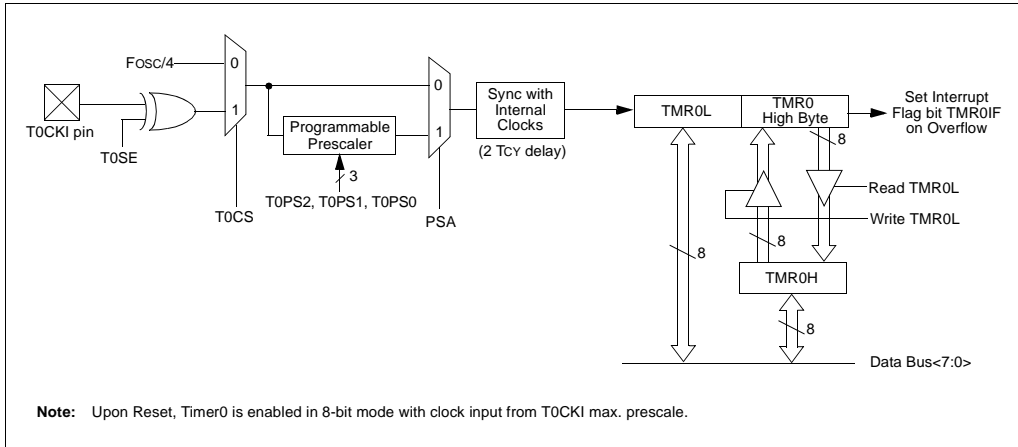 FOSC/4
0
1
T0CKI pin
T0SE
T0CS
Programmable
Prescaler
3
T0PS2, T0PS1, T0PS0
0
1
PSA
Sync with
Internal
Clocks
(2 TCY delay)
TMR0L
TMR0
High Byte
Set Interrupt
Flag bit TMR0IF
on Overflow
8
Read TMR0L
Write TMR0L
8
8
TMR0H
8
Data Bus<7:0>
Note: Upon Reset, Timer0 is enabled in 8-bit mode with clock input from T0CKI max. prescale.